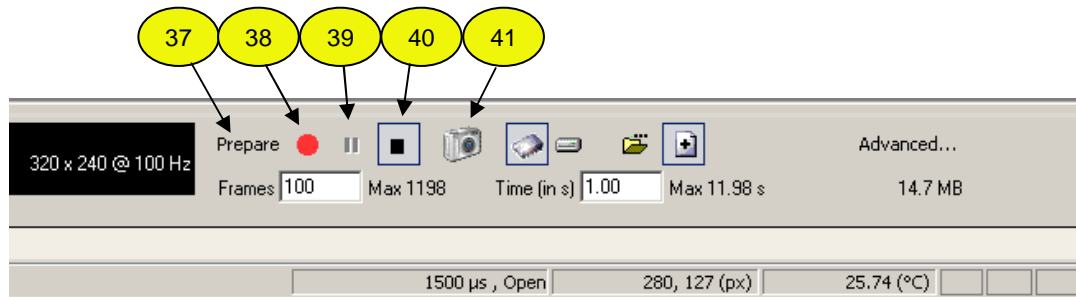 37 38 39 40 41
320 x 240 @ 100 Hz Prepare Advanced...
Frames 100 Max 1198 Time (in s) 1.00 Max 11.98 s 14.7 MB
1500 µs , Open 280, 127 (px) 25.74 (°C)